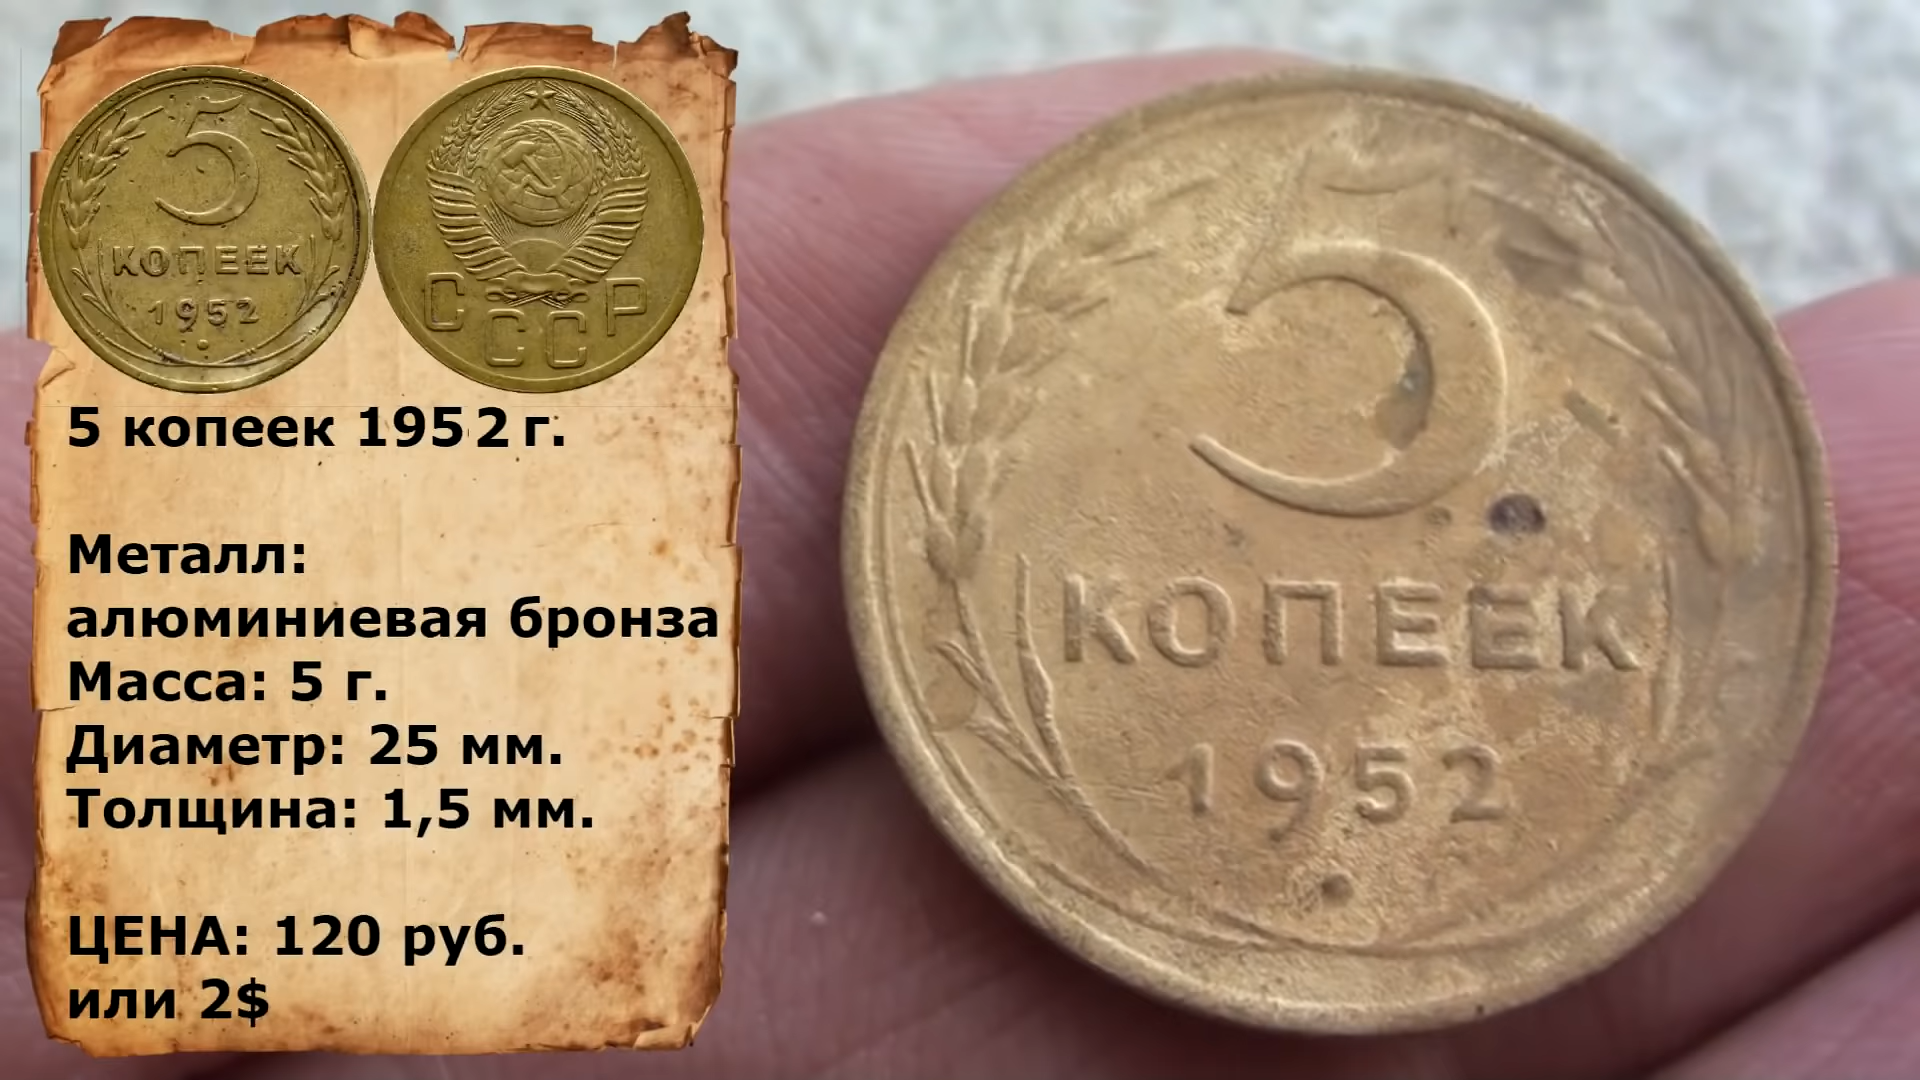 5
КОПЕЕК
1952
С С С Р
5 копеек 1952 г.
Металл:
алюминиевая бронза
Масса: 5 г.
Диаметр: 25 мм.
Толщина: 1,5 мм.
ЦЕНА: 120 руб.
или 2$
5
КОПЕЕК
1952